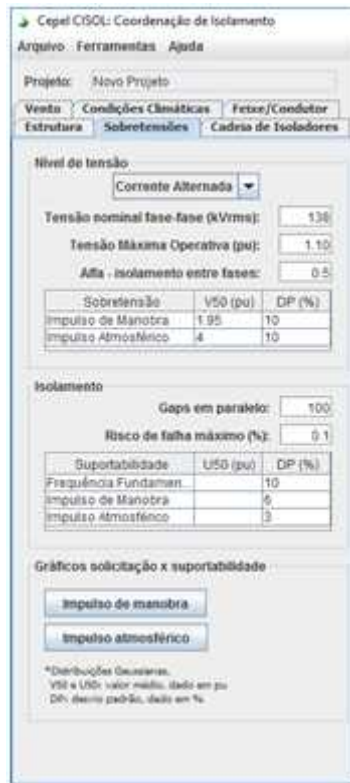 Cepel CISOL: Coordenação de Isolamento
Arquivo Ferramentas Ajuda
Projeto: Novo Projeto
Vento Condições Climáticas Feixe/Condutor
Estrutura Sobretensões Cadeia de Isoladores
Nível de tensão
Corrente Alternada
Tensão nominal fase-fase (kVrms): 138
Tensão Máxima Operativa (pu): 1.10
Alfa - isolamento entre fases: 0.5
Sobretensão V50 (pu) DP (%)
Impulso de Manobra 1.95 10
Impulso Atmosférico 4 10
Isolamento
Gaps em paralelo: 100
Risco de falha máximo (%): 0.1
Suportabilidade U50 (pu) DP (%)
Frequência Fundamen... 10
Impulso de Manobra 6
Impulso Atmosférico 3
Gráficos solicitação x suportabilidade
Impulso de manobra
Impulso atmosférico
*Distribuições Gaussianas,
V50 e U50: valor médio, dado em pu
DP: desvio padrão, dado em %